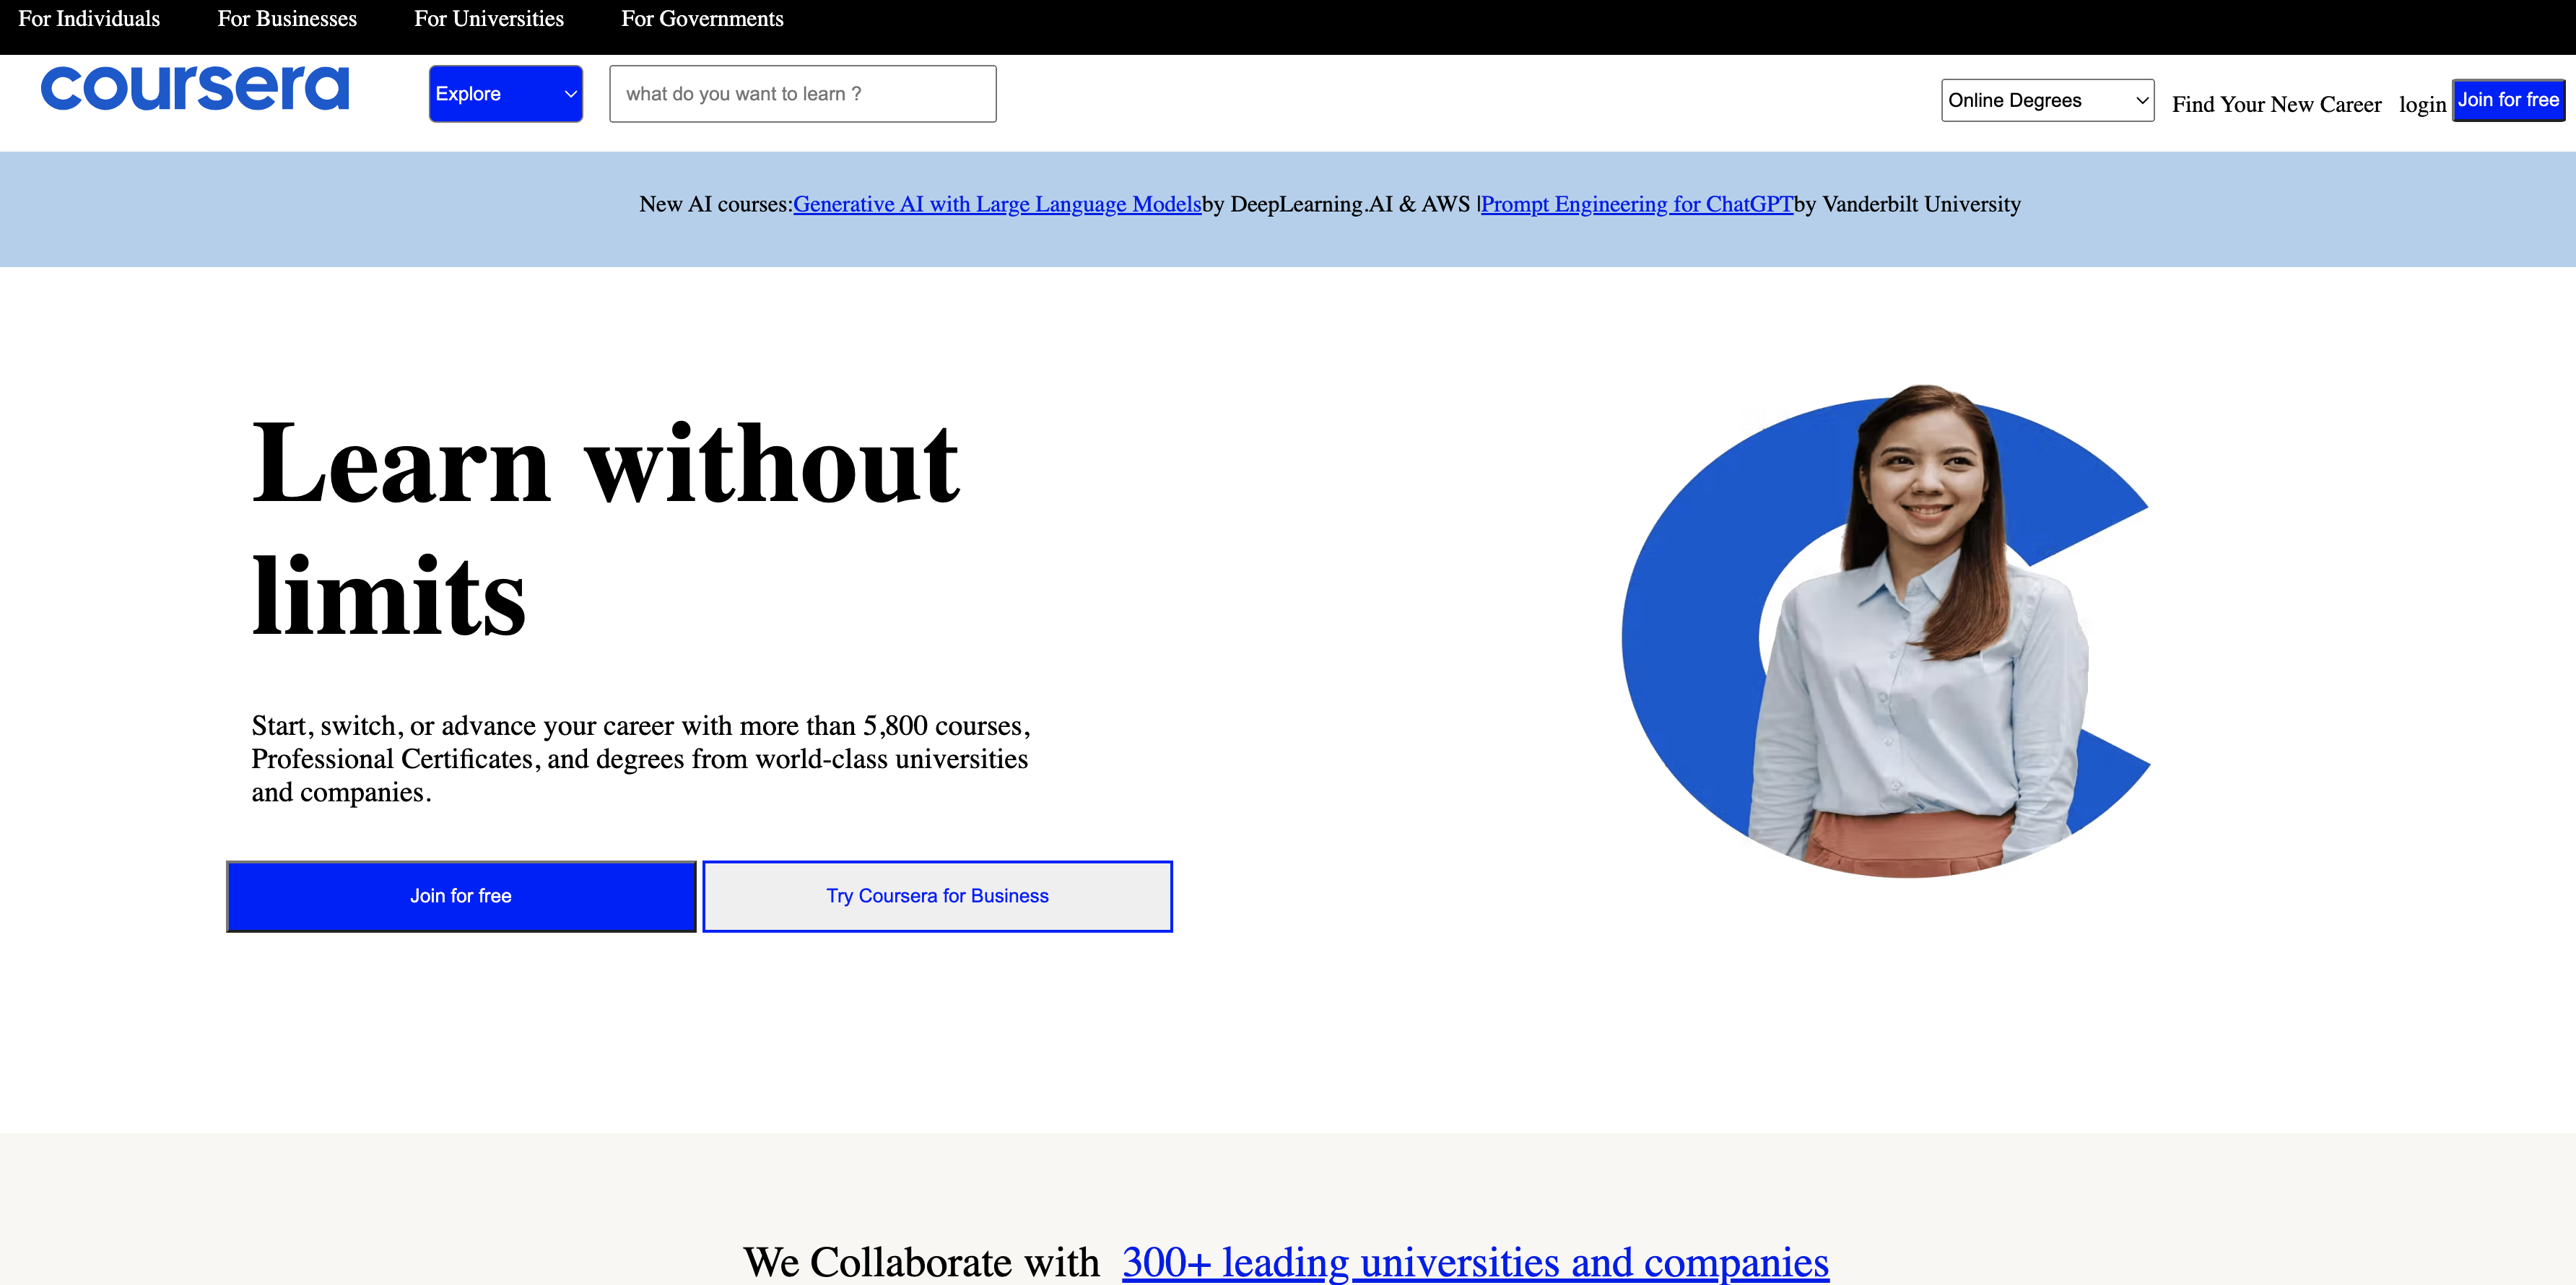 For Individuals For Businesses For Universities For Governments
coursera Explore what do you want to learn ? Online Degrees Find Your New Career login Join for free
New AI courses:Generative AI with Large Language Modelsby DeepLearning.AI & AWS |Prompt Engineering for ChatGPTby Vanderbilt University
Learn without
limits
Start, switch, or advance your career with more than 5,800 courses,
Professional Certificates, and degrees from world-class universities
and companies.
Join for free Try Coursera for Business
We Collaborate with 300+ leading universities and companies